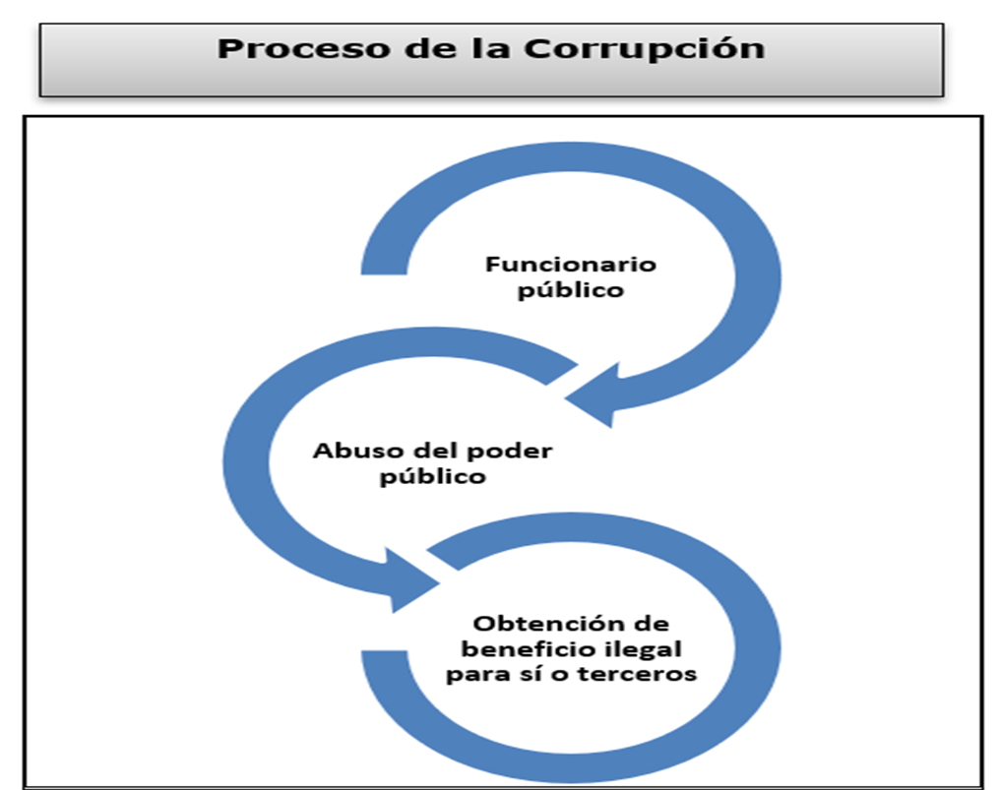 Proceso de la Corrupción
Funcionario
público
Abuso del poder
público
Obtención de
beneficio ilegal
para sí o terceros